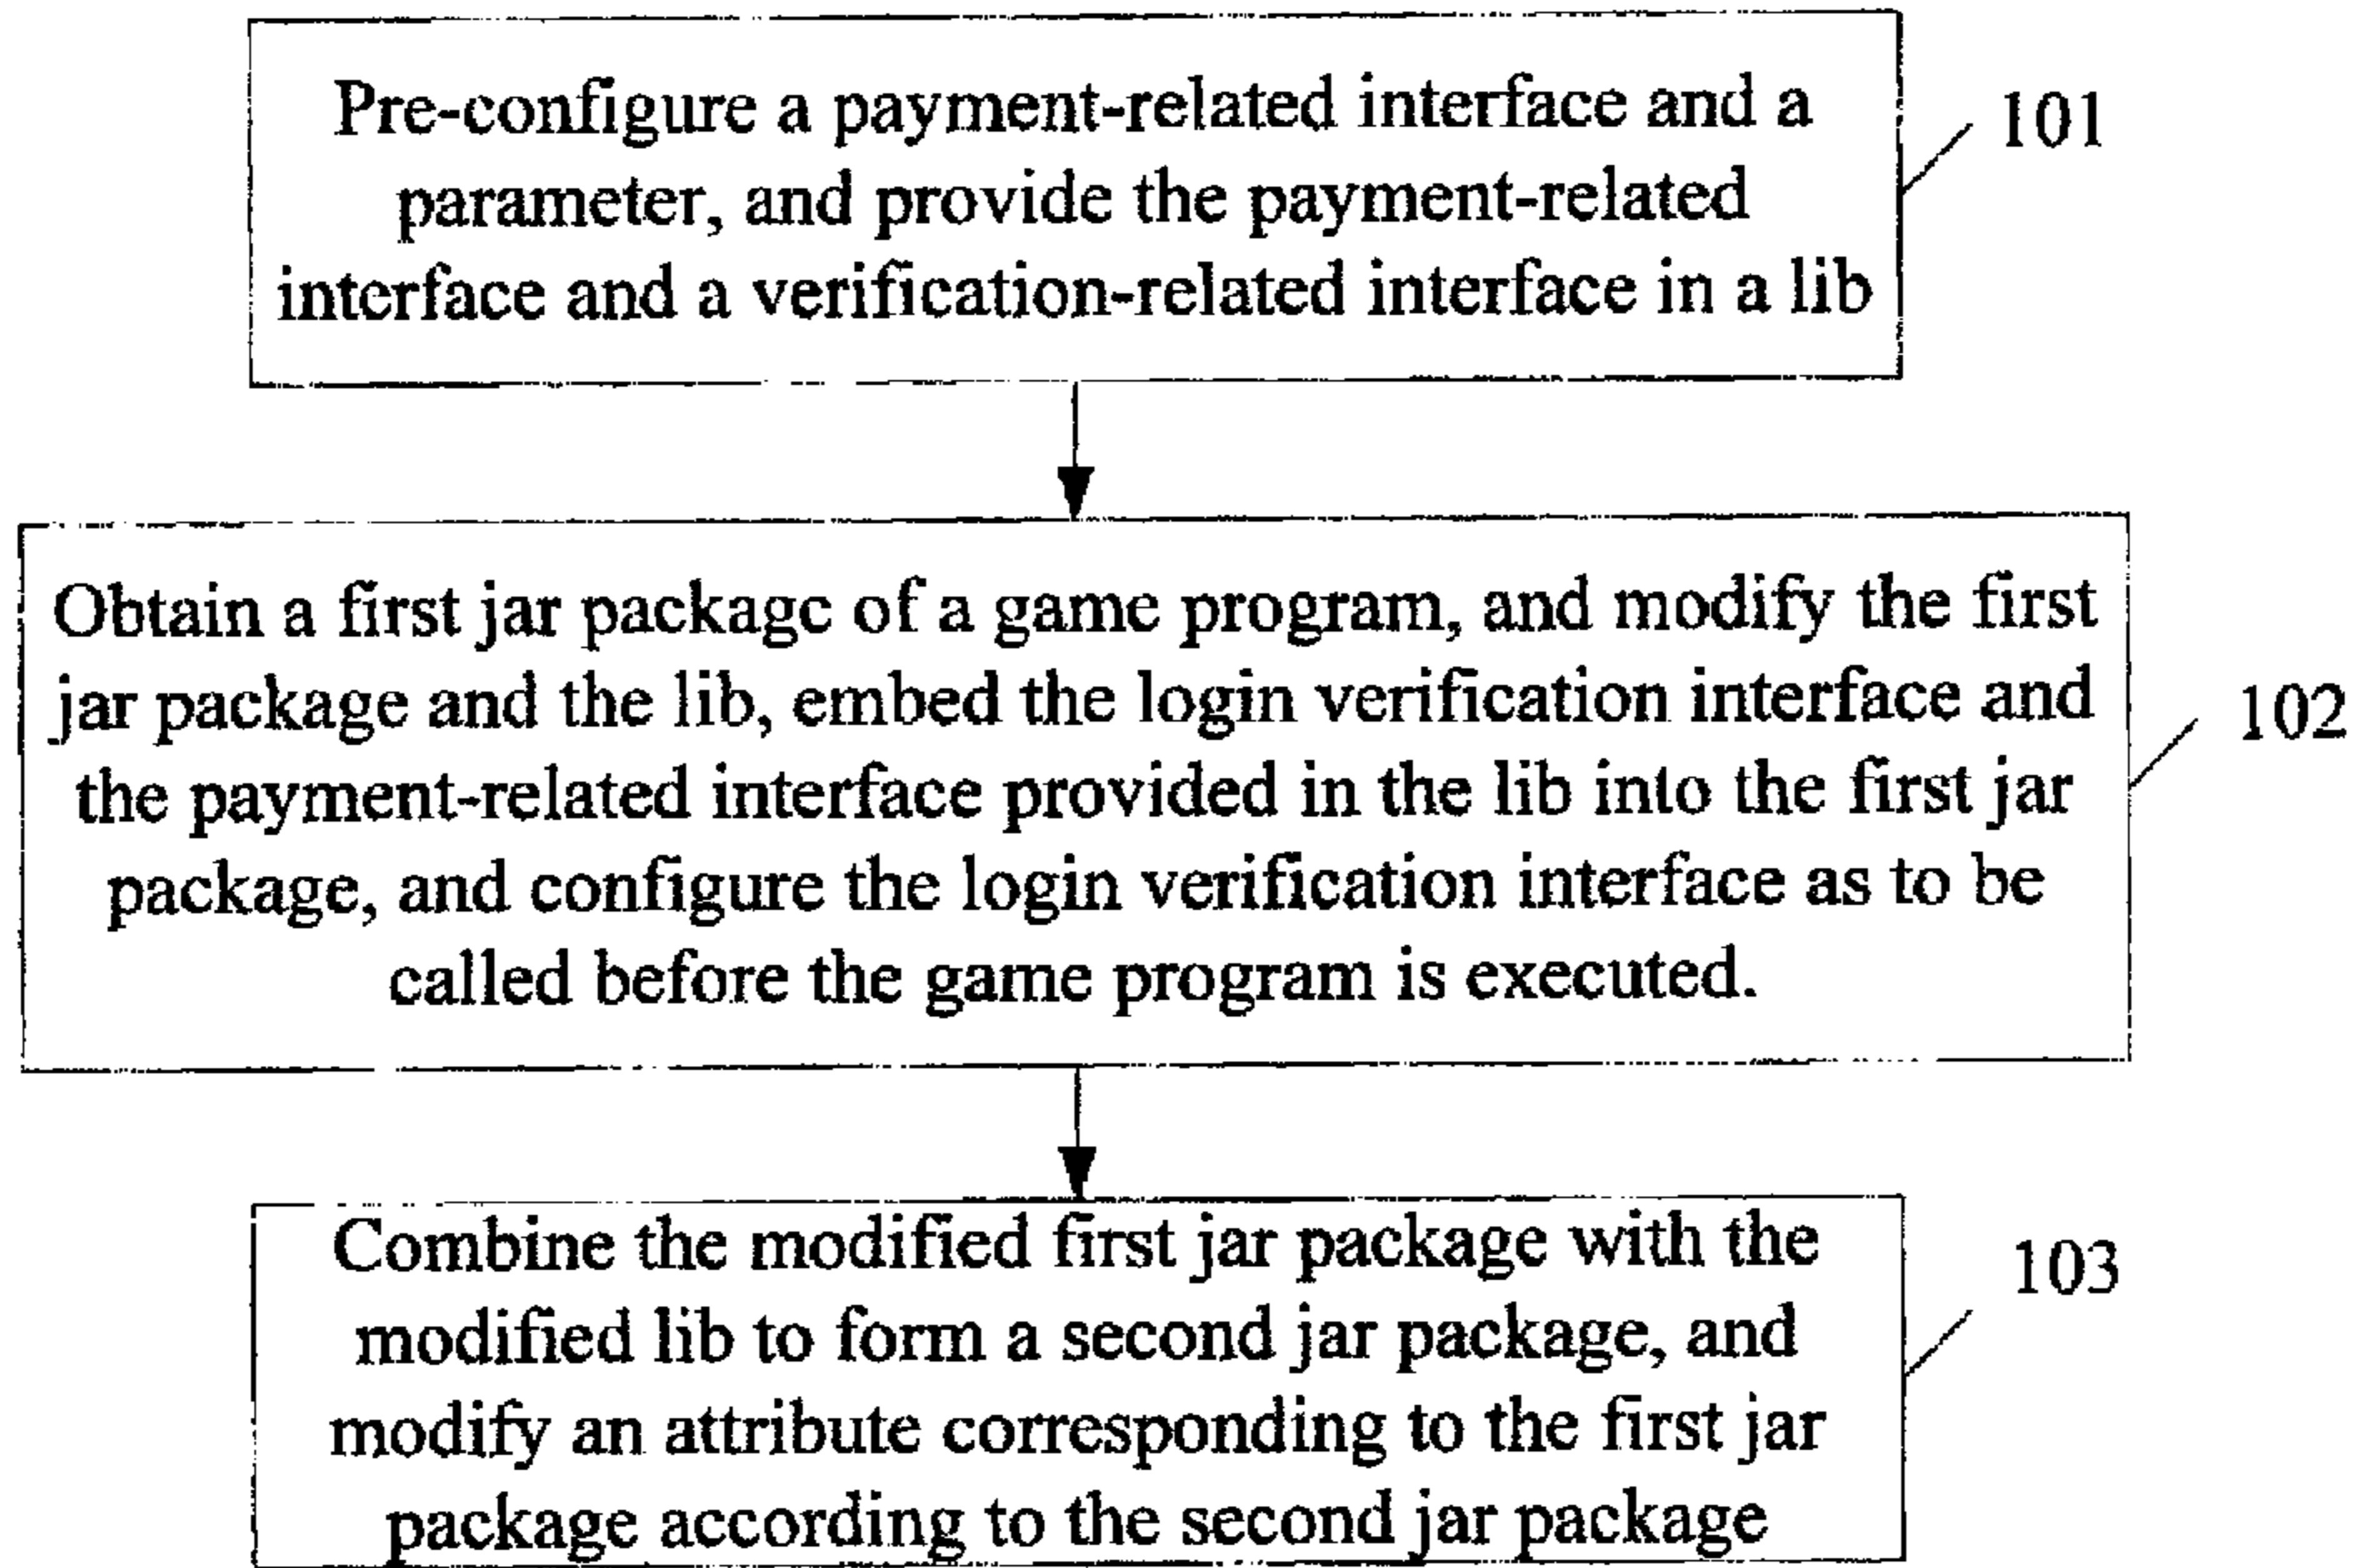 Pre-configure a payment-related interface and a
parameter, and provide the payment-related
interface and a verification-related interface in a lib
101
Obtain a first jar package of a game program, and modify the first
jar package and the lib, embed the login verification interface and
the payment-related interface provided in the lib into the first jar
package, and configure the login verification interface as to be
called before the game program is executed.
102
Combine the modified first jar package with the
modified lib to form a second jar package, and
modify an attribute corresponding to the first jar
package according to the second jar package
103